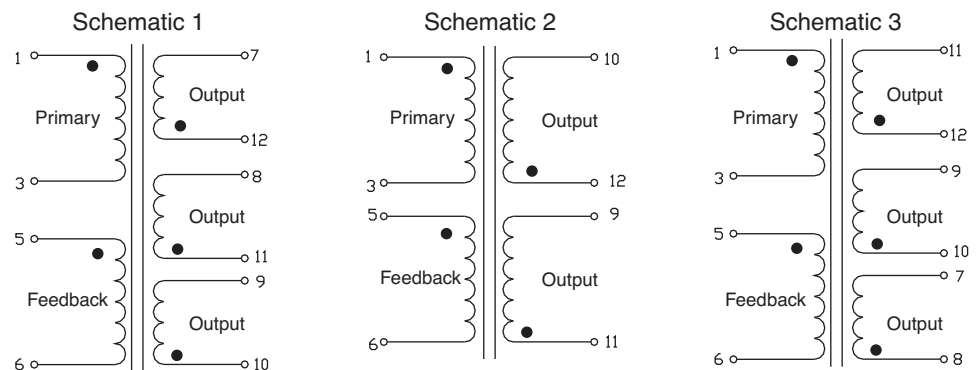 Schematic 1
1
Primary
3
5
Feedback
6
7
Output
12
8
Output
11
9
Output
10
Schematic 2
1
Primary
3
5
Feedback
6
10
Output
12
9
Output
11
Schematic 3
1
Primary
3
5
Feedback
6
11
Output
12
9
Output
10
7
Output
8